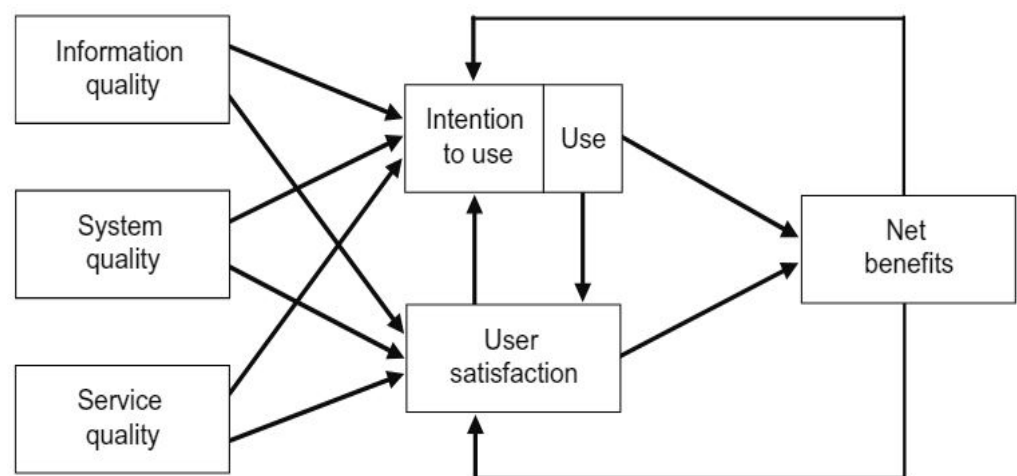 Information
quality
System
quality
Service
quality
Intention
to use
Use
User
satisfaction
Net
benefits